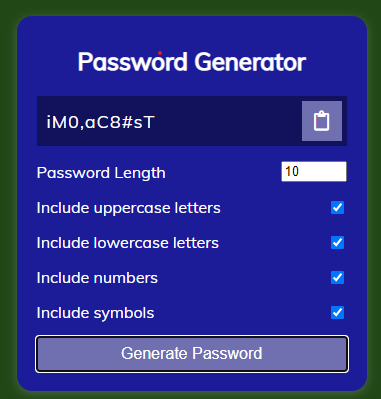 Password Generator
iM0,aC8#sT
Password Length 10
Include uppercase letters
Include lowercase letters
Include numbers
Include symbols
Generate Password